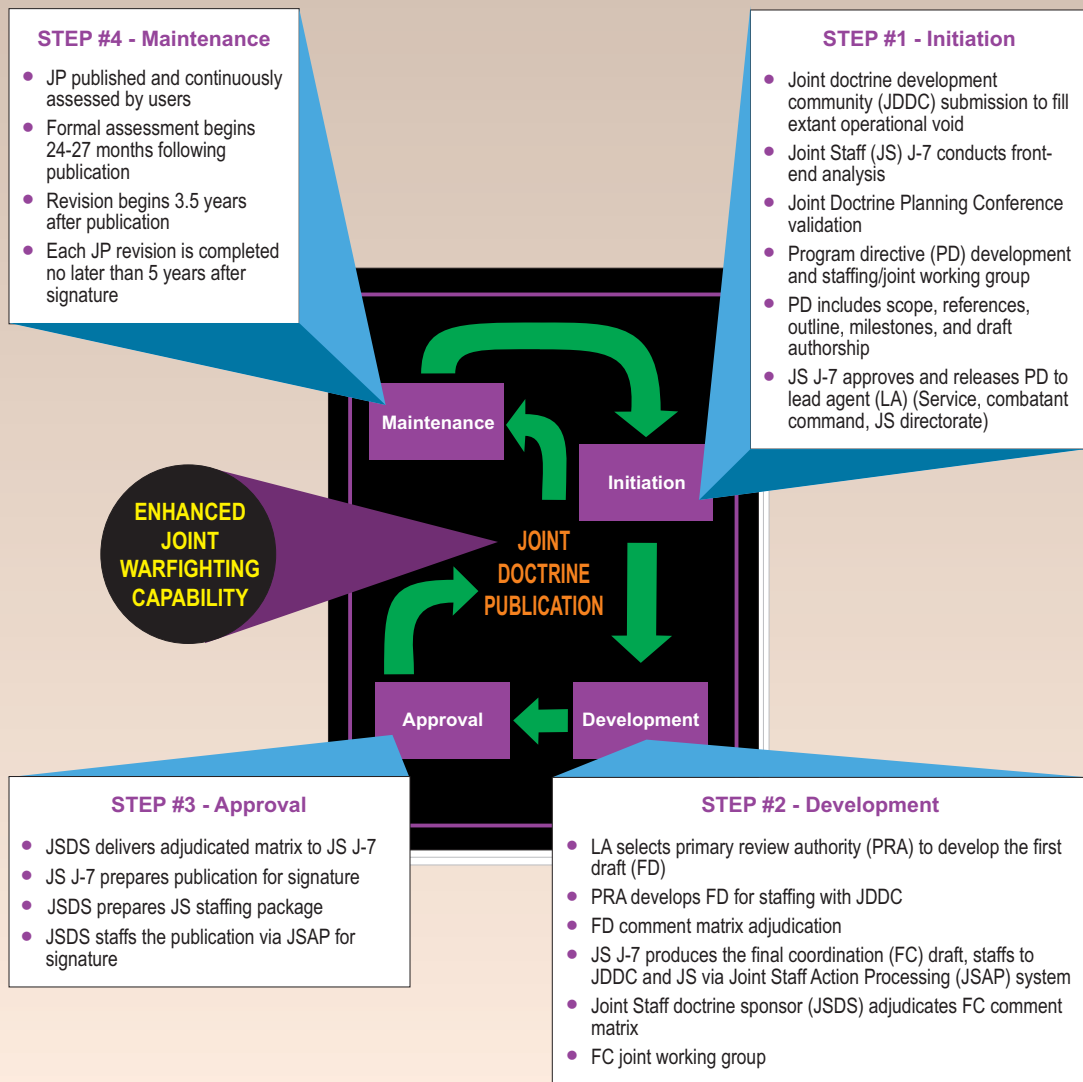 STEP #4 - Maintenance
• JP published and continuously
assessed by users
• Formal assessment begins
24-27 months following
publication
• Revision begins 3.5 years
after publication
• Each JP revision is completed
no later than 5 years after
signature
STEP #1 - Initiation
• Joint doctrine development
community (JDDC) submission to fill
extant operational void
• Joint Staff (JS) J-7 conducts front-
end analysis
• Joint Doctrine Planning Conference
validation
• Program directive (PD) development
and staffing/joint working group
• PD includes scope, references,
outline, milestones, and draft
authorship
• JS J-7 approves and releases PD to
lead agent (LA) (Service, combatant
command, JS directorate)
Maintenance
Initiation
ENHANCED
JOINT
WARFIGHTING
CAPABILITY
JOINT
DOCTRINE
PUBLICATION
Approval
Development
STEP #3 - Approval
• JSDS delivers adjudicated matrix to JS J-7
• JS J-7 prepares publication for signature
• JSDS prepares JS staffing package
• JSDS staffs the publication via JSAP for
signature
STEP #2 - Development
• LA selects primary review authority (PRA) to develop the first
draft (FD)
• PRA develops FD for staffing with JDDC
• FD comment matrix adjudication
• JS J-7 produces the final coordination (FC) draft, staffs to
JDDC and JS via Joint Staff Action Processing (JSAP) system
• Joint Staff doctrine sponsor (JSDS) adjudicates FC comment
matrix
• FC joint working group